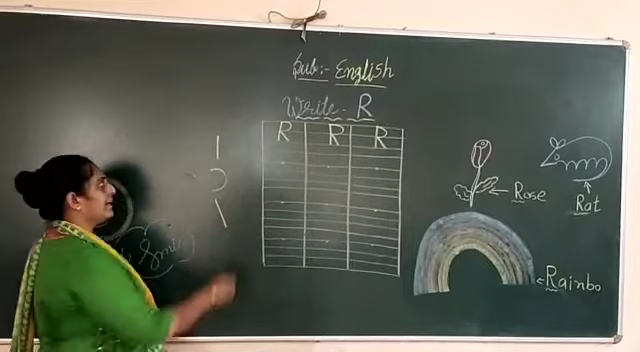 Sub:- English
Write - R
R R R
Rose
Rat
Rainbo